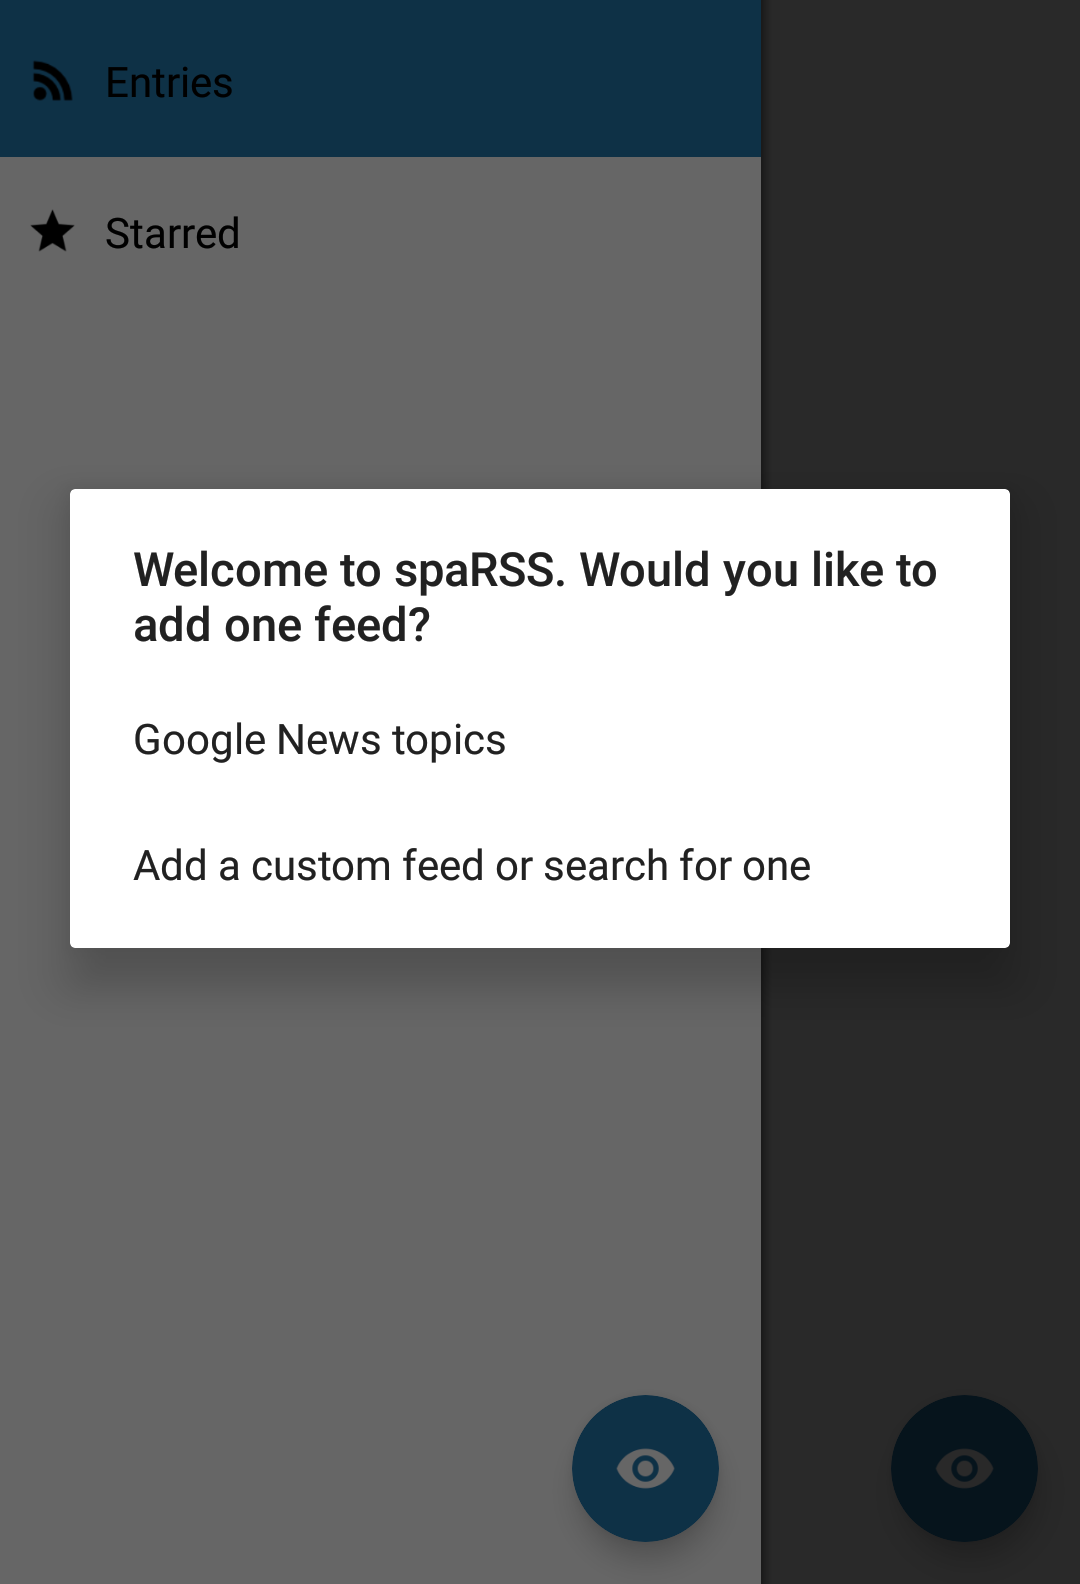 Entries
Starred
Welcome to spaRSS. Would you like to
add one feed?
Google News topics
Add a custom feed or search for one